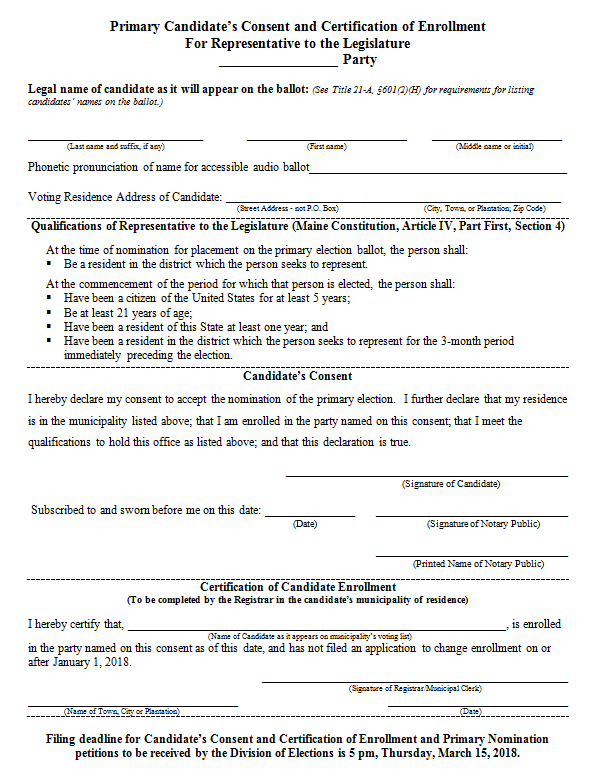 Primary Candidate's Consent and Certification of Enrollment
For Representative to the Legislature
____________________ Party
Legal name of candidate as it will appear on the ballot: (See Title 21-A, §601(2)(H) for requirements for listing
candidates' names on the ballot.)
(Last name and suffix, if any) (First name) (Middle name or initial)
Phonetic pronunciation of name for accessible audio ballot
Voting Residence Address of Candidate:
(Street Address - not P.O. Box) (City, Town, or Plantation; Zip Code)
Qualifications of Representative to the Legislature (Maine Constitution, Article IV, Part First, Section 4)
At the time of nomination for placement on the primary election ballot, the person shall:
▪ Be a resident in the district which the person seeks to represent.
At the commencement of the period for which that person is elected, the person shall:
▪ Have been a citizen of the United States for at least 5 years;
▪ Be at least 21 years of age;
▪ Have been a resident of this State at least one year; and
▪ Have been a resident in the district which the person seeks to represent for the 3-month period
immediately preceding the election.
Candidate's Consent
I hereby declare my consent to accept the nomination of the primary election. I further declare that my residence
is in the municipality listed above; that I am enrolled in the party named on this consent; that I meet the
qualifications to hold this office as listed above; and that this declaration is true.
(Signature of Candidate)
Subscribed to and sworn before me on this date:
(Date) (Signature of Notary Public)
(Printed Name of Notary Public)
Certification of Candidate Enrollment
(To be completed by the Registrar in the candidate's municipality of residence)
I hereby certify that, ____________________, is enrolled
(Name of Candidate as it appears on municipality's voting list)
in the party named on this consent as of this date, and has not filed an application to change enrollment on or
after January 1, 2018.
(Signature of Registrar/Municipal Clerk)
(Name of Town, City or Plantation) (Date)
Filing deadline for Candidate's Consent and Certification of Enrollment and Primary Nomination
petitions to be received by the Division of Elections is 5 pm, Thursday, March 15, 2018.